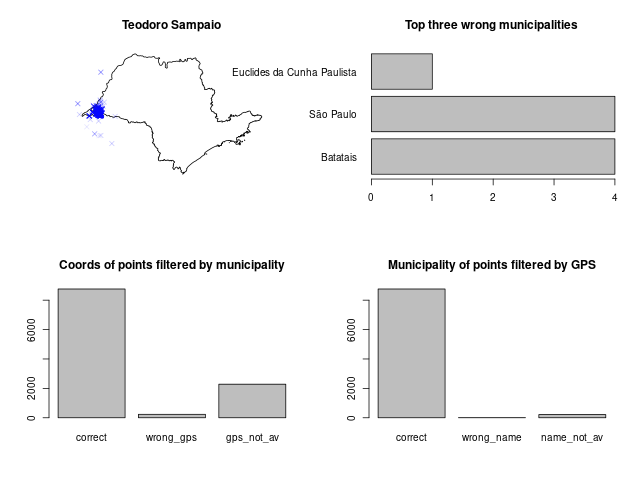 Teodoro Sampaio
Top three wrong municipalities
Euclides da Cunha Paulista
São Paulo
Batatais
0 1 2 3 4
Coords of points filtered by municipality
0 2000 6000
correct wrong_gps gps_not_av
Municipality of points filtered by GPS
0 2000 6000
correct wrong_name name_not_av